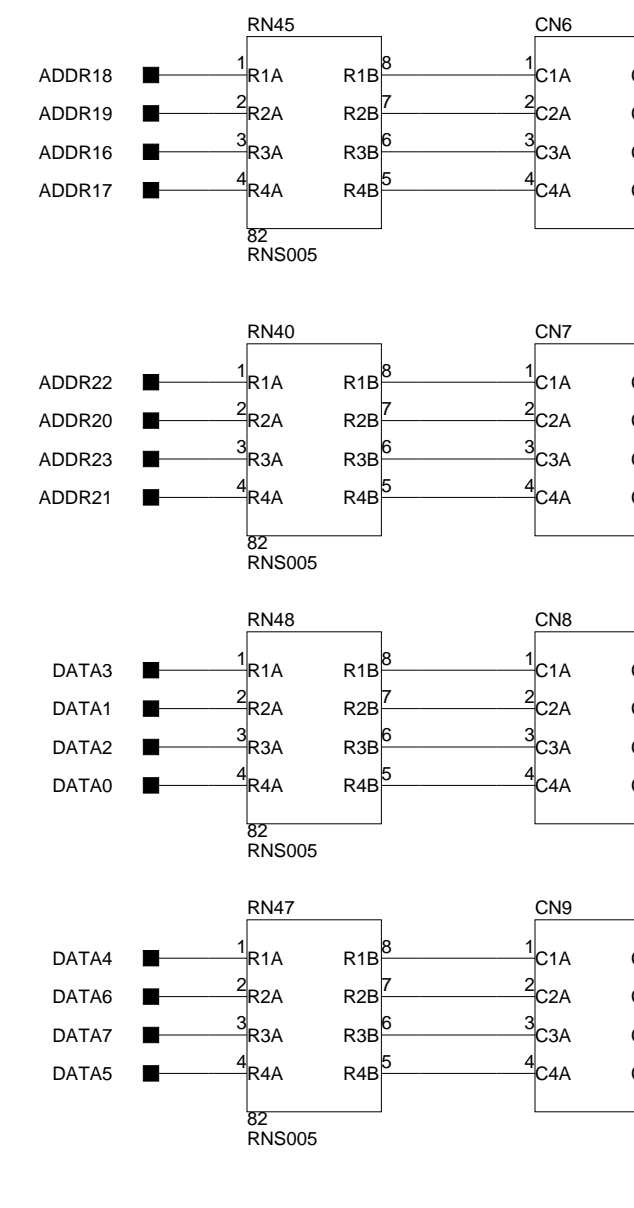 RN45 CN6
ADDR18 1 R1A R1B 8 1 C1A
ADDR19 2 R2A R2B 7 2 C2A
ADDR16 3 R3A R3B 6 3 C3A
ADDR17 4 R4A R4B 5 4 C4A
82
RNS005
RN40 CN7
ADDR22 1 R1A R1B 8 1 C1A
ADDR20 2 R2A R2B 7 2 C2A
ADDR23 3 R3A R3B 6 3 C3A
ADDR21 4 R4A R4B 5 4 C4A
82
RNS005
RN48 CN8
DATA3 1 R1A R1B 8 1 C1A
DATA1 2 R2A R2B 7 2 C2A
DATA2 3 R3A R3B 6 3 C3A
DATA0 4 R4A R4B 5 4 C4A
82
RNS005
RN47 CN9
DATA4 1 R1A R1B 8 1 C1A
DATA6 2 R2A R2B 7 2 C2A
DATA7 3 R3A R3B 6 3 C3A
DATA5 4 R4A R4B 5 4 C4A
82
RNS005